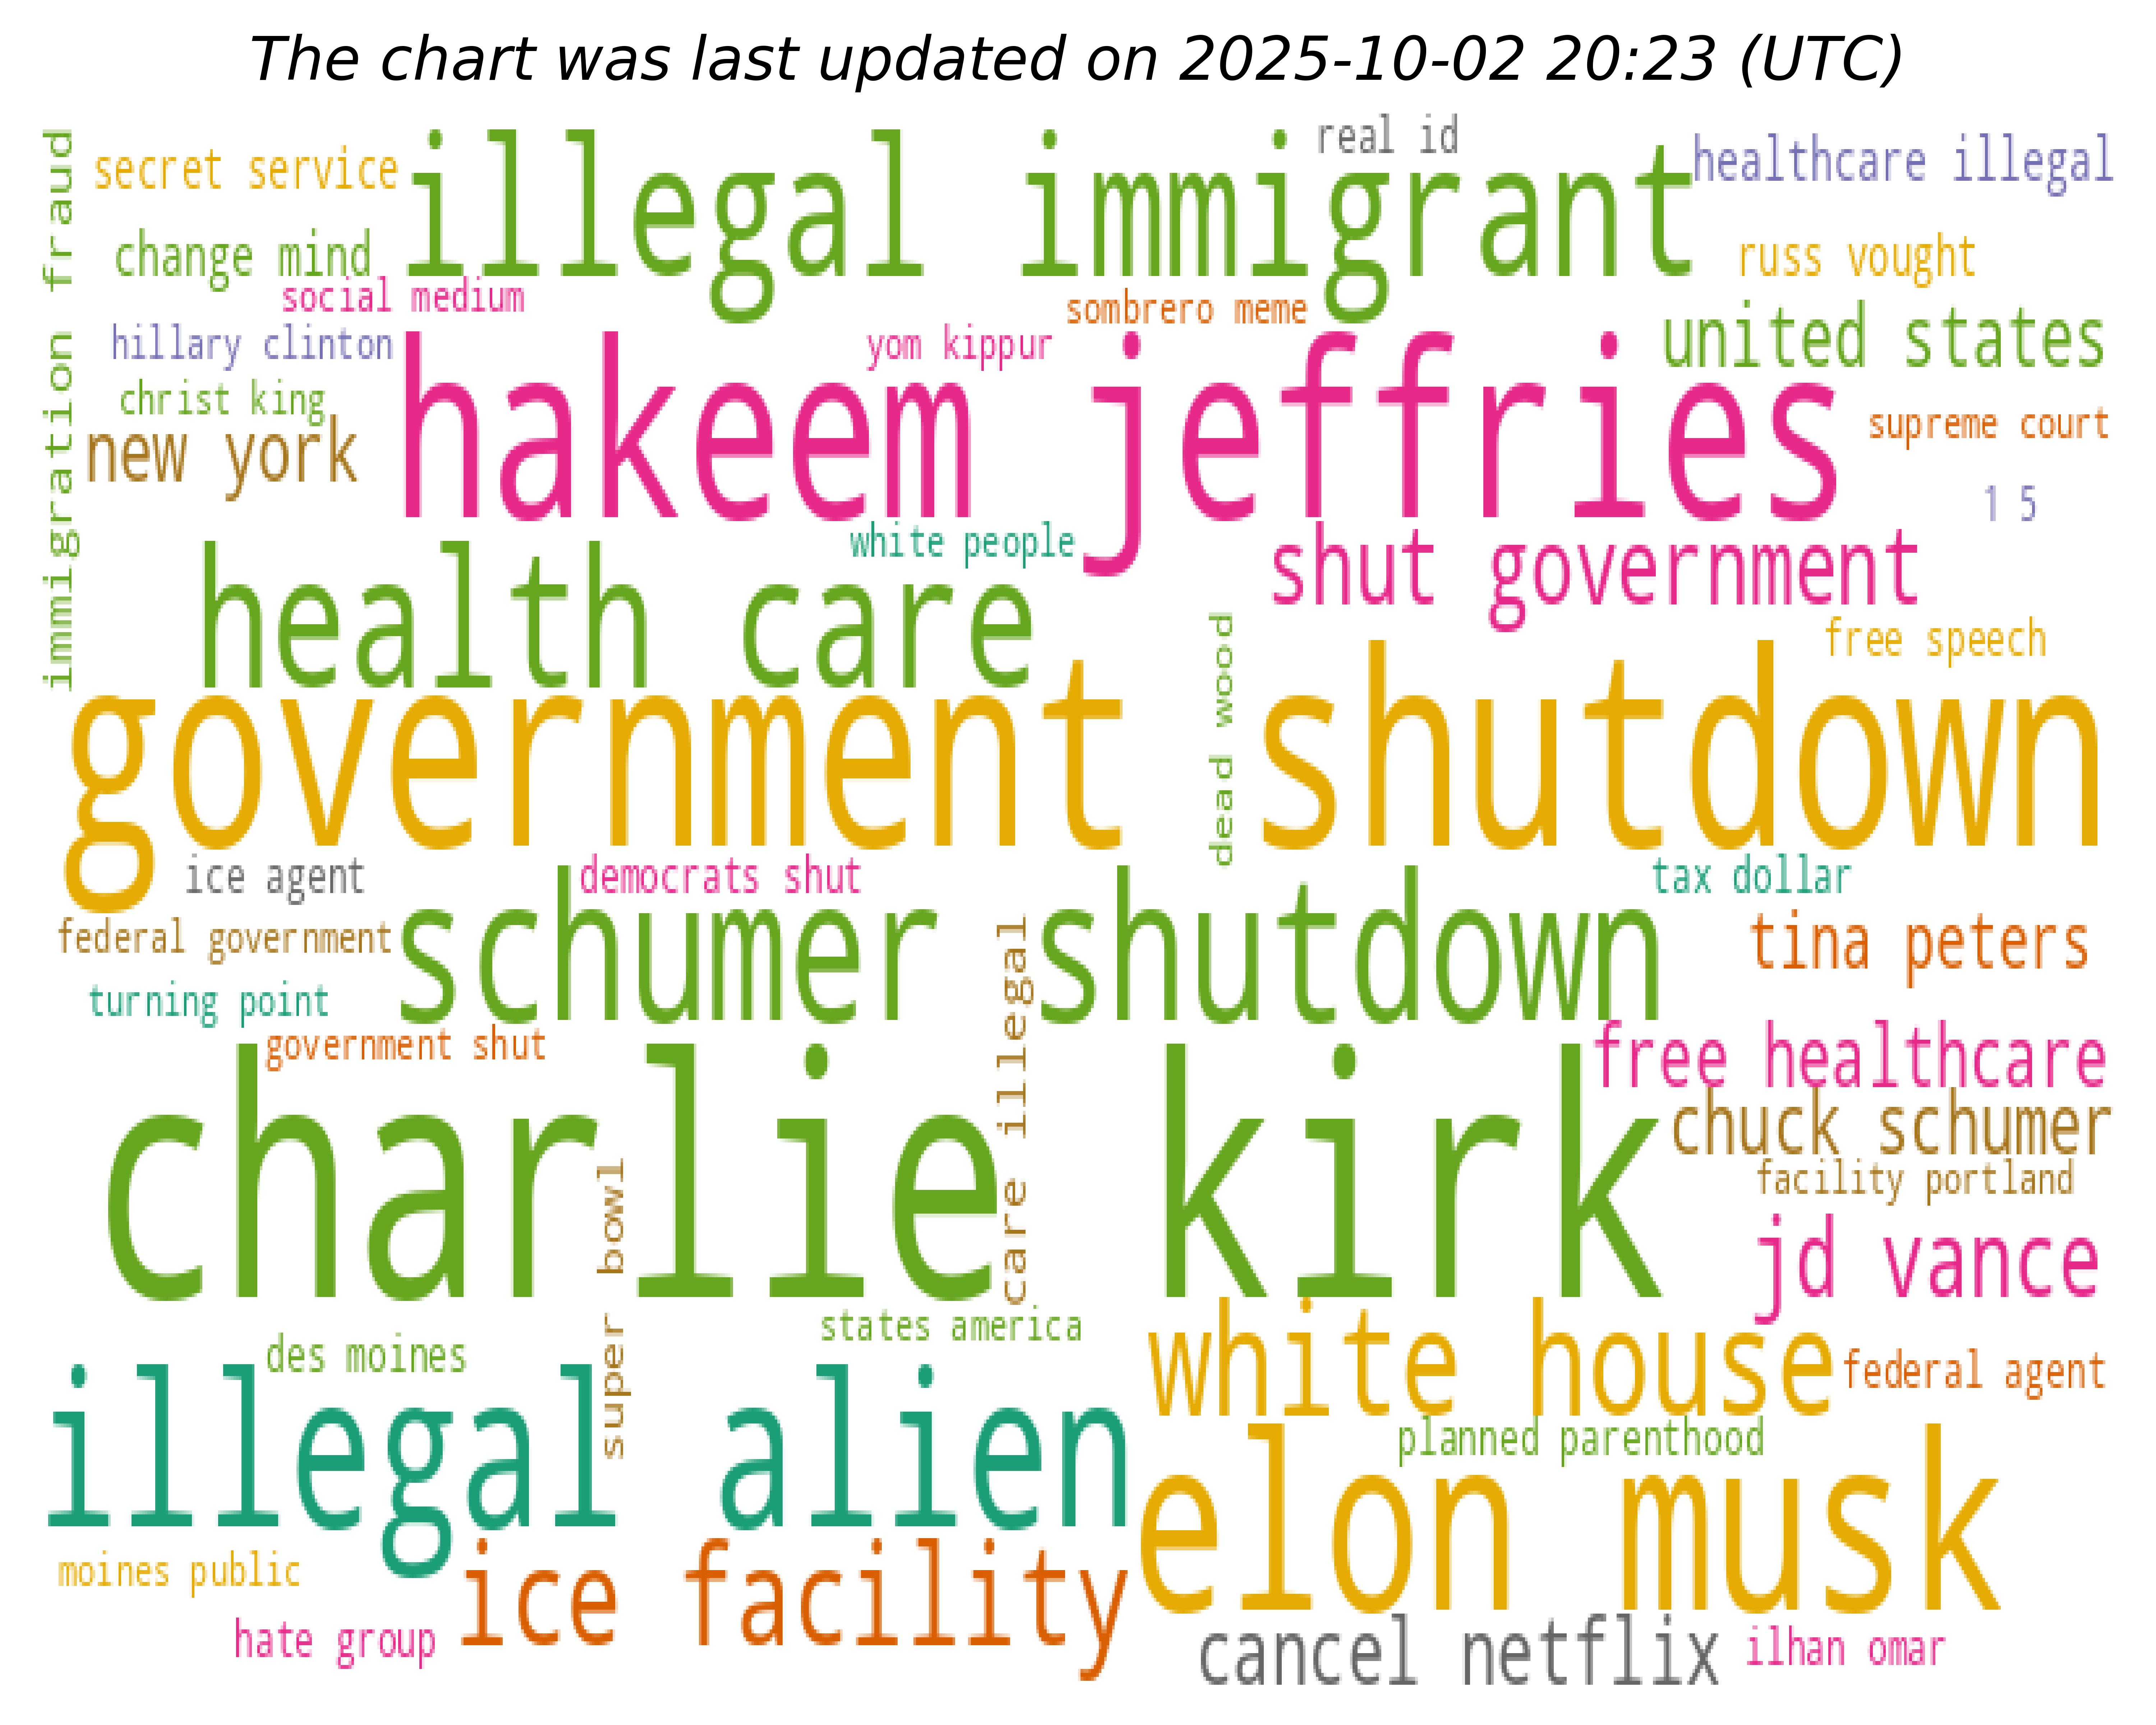 The chart was last updated on 2025-10-02 20:23 (UTC)
immigration fraud
secret service
illegal immigrant
real id
healthcare illegal
change mind
russ vought
social medium
sombrero meme
united states
hillary clinton
hakeem jeffries
yom kippur
christ king
supreme court
new york
1 5
white people
shut government
health care
dead wood
free speech
government shutdown
ice agent
democrats shut
tax dollar
federal government
schumer shutdown
tina peters
care illegal
turning point
government shut
free healthcare
charlie kirk
chuck schumer
facility portland
super bowl
jd vance
states america
white house
des moines
federal agent
illegal alien
planned parenthood
elon musk
moines public
ice facility
hate group
cancel netflix
ilhan omar